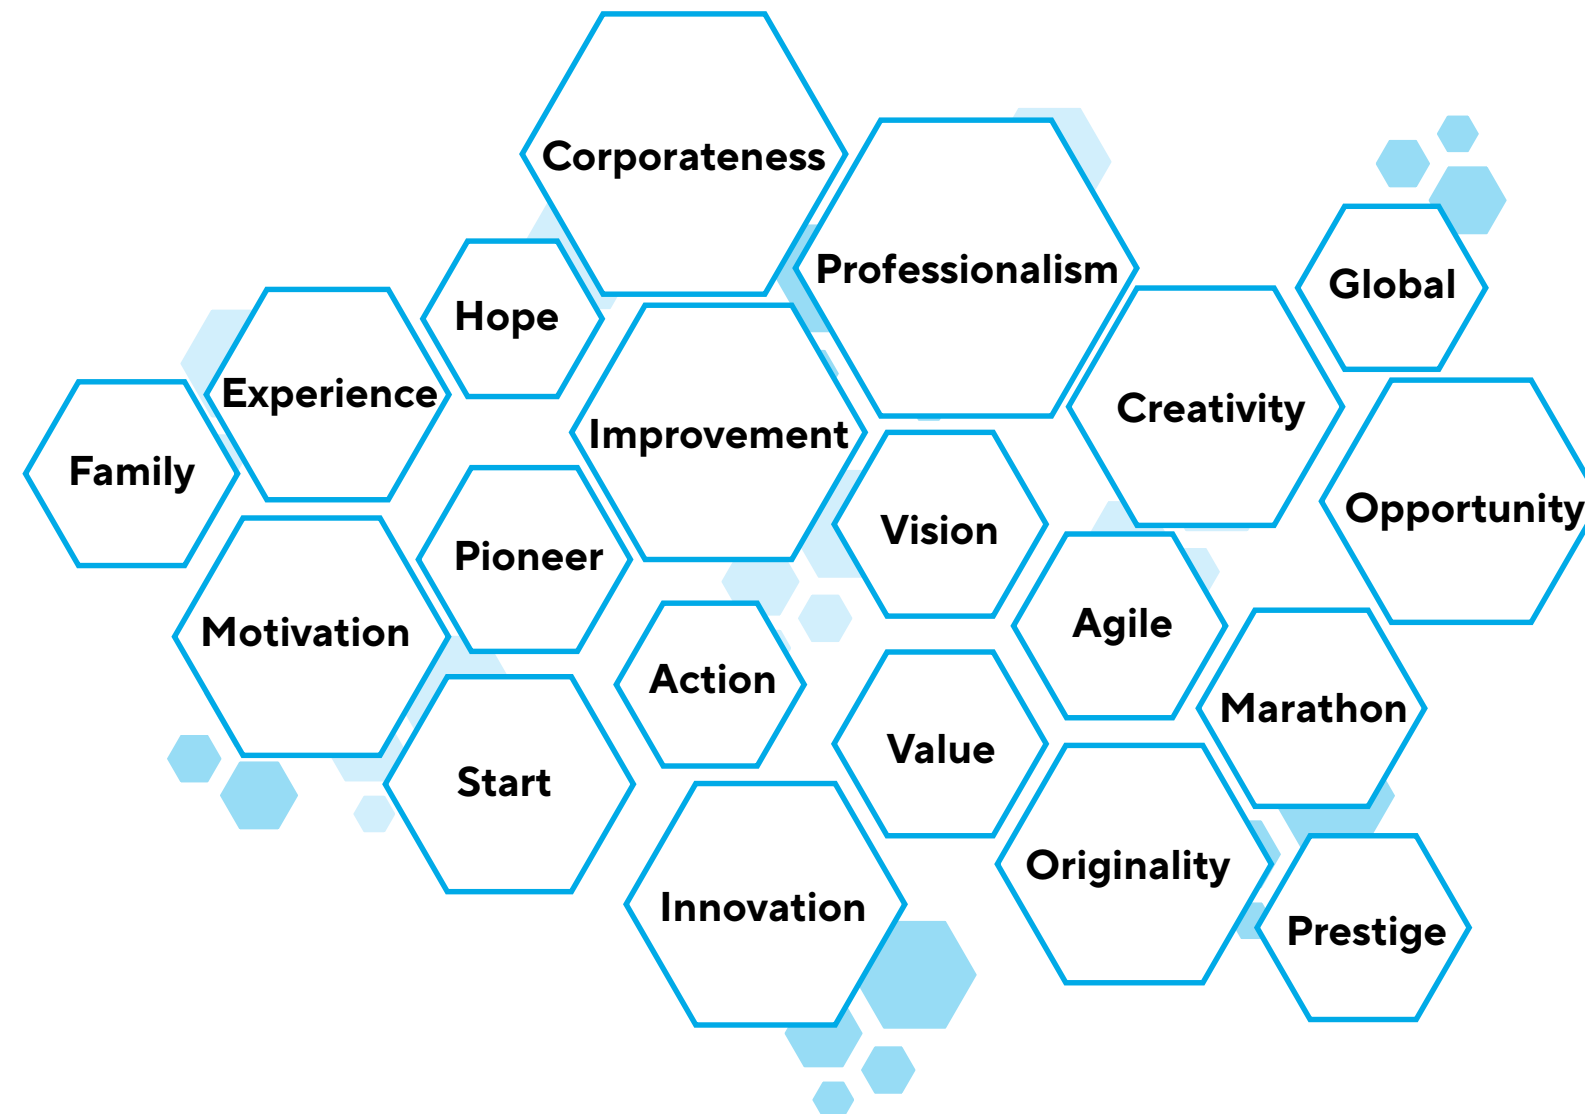 Corporateness
Professionalism
Global
Hope
Experience
Creativity
Improvement
Family
Opportunity
Vision
Pioneer
Agile
Motivation
Action
Marathon
Value
Start
Originality
Innovation
Prestige